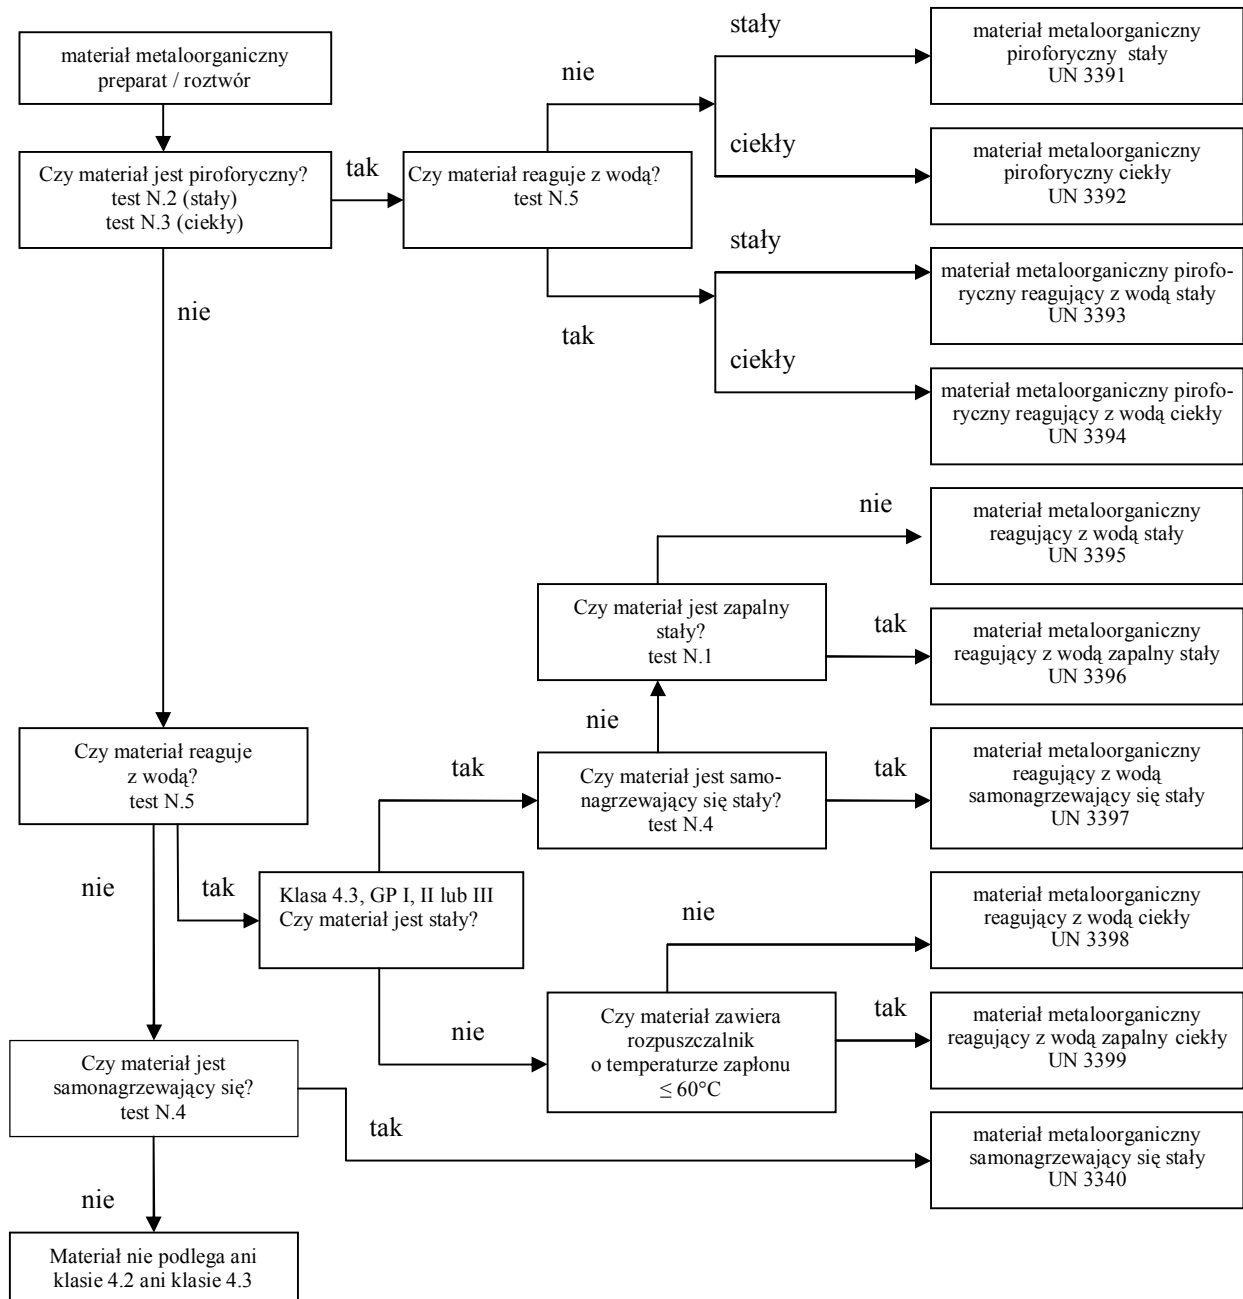 materiał metaloorganiczny
preparat / roztwór
Czy materiał jest piroforyczny?
test N.2 (stały)
test N.3 (ciekły)
tak
Czy materiał reaguje z wodą?
test N.5
nie
stały
materiał metaloorganiczny
piroforyczny stały
UN 3391
ciekły
materiał metaloorganiczny
piroforyczny ciekły
UN 3392
tak
stały
materiał metaloorganiczny pirofo-
ryczny reagujący z wodą stały
UN 3393
ciekły
materiał metaloorganiczny pirofo-
ryczny reagujący z wodą ciekły
UN 3394
nie
nie
materiał metaloorganiczny
reagujący z wodą stały
UN 3395
Czy materiał jest zapalny
stały?
test N.1
tak
materiał metaloorganiczny
reagujący z wodą zapalny stały
UN 3396
nie
Czy materiał reaguje
z wodą?
test N.5
tak
Czy materiał jest samo-
nagrzewający się stały?
test N.4
tak
materiał metaloorganiczny
reagujący z wodą
samonagrzewający się stały
UN 3397
nie
tak
Klasa 4.3, GP I, II lub III
Czy materiał jest stały?
nie
materiał metaloorganiczny
reagujący z wodą ciekły
UN 3398
nie
Czy materiał zawiera
rozpuszczalnik
o temperaturze zapłonu
≤ 60°C
tak
materiał metaloorganiczny
reagujący z wodą zapalny ciekły
UN 3399
Czy materiał jest
samonagrzewający się?
test N.4
tak
materiał metaloorganiczny
samonagrzewający się stały
UN 3340
nie
Materiał nie podlega ani
klasie 4.2 ani klasie 4.3